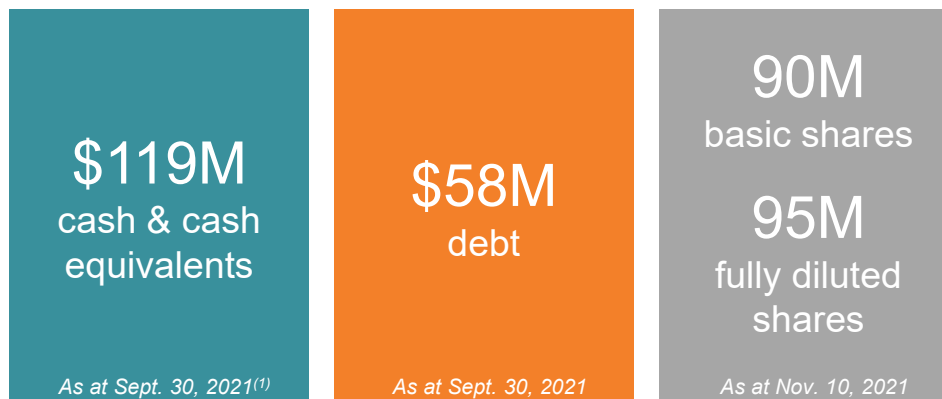 $119M
cash & cash
equivalents
As at Sept. 30, 2021(1)
$58M
debt
As at Sept. 30, 2021
90M
basic shares
95M
fully diluted
shares
As at Nov. 10, 2021